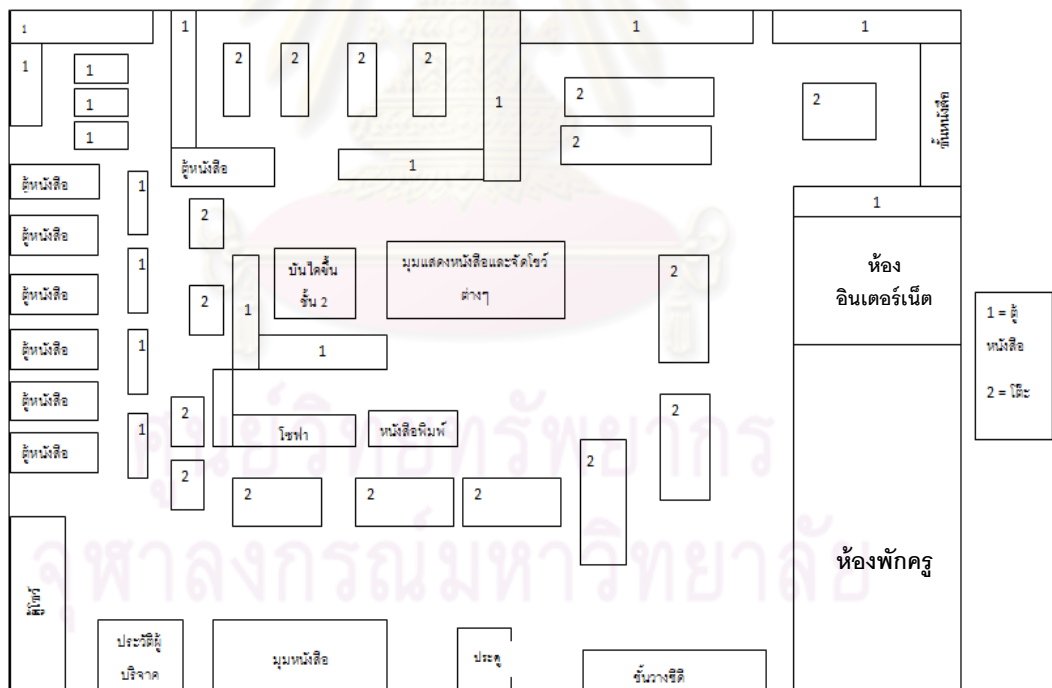 1
1
1
1
1
2
2
2
2
1
1
2
2
1
2
ชั้นหนังสือ
1
1
1
ตู้หนังสือ
1
ตู้หนังสือ
1
2
1
ตู้หนังสือ
1
ตู้หนังสือ
2
1
บันไดขึ้น
ชั้น 2
มุมแสดงหนังสือและจัดโชว์
ต่างๆ
2
ห้อง
อินเตอร์เน็ต
1 = ตู้
หนังสือ
2 = โต๊ะ
ตู้หนังสือ
1
1
ตู้หนังสือ
2
2
ตู้หนังสือ
1
โซฟา
หนังสือพิมพ์
2
2
2
2
2
2
ศูนย์วิทยทรัพยากร
จุฬาลงกรณ์มหาวิทยาลัย
ห้องพักครู
ตู้โชว์
ประวัติผู้
บริจาค
มุมหนังสือ
ประตู
ชั้นวางซีดี